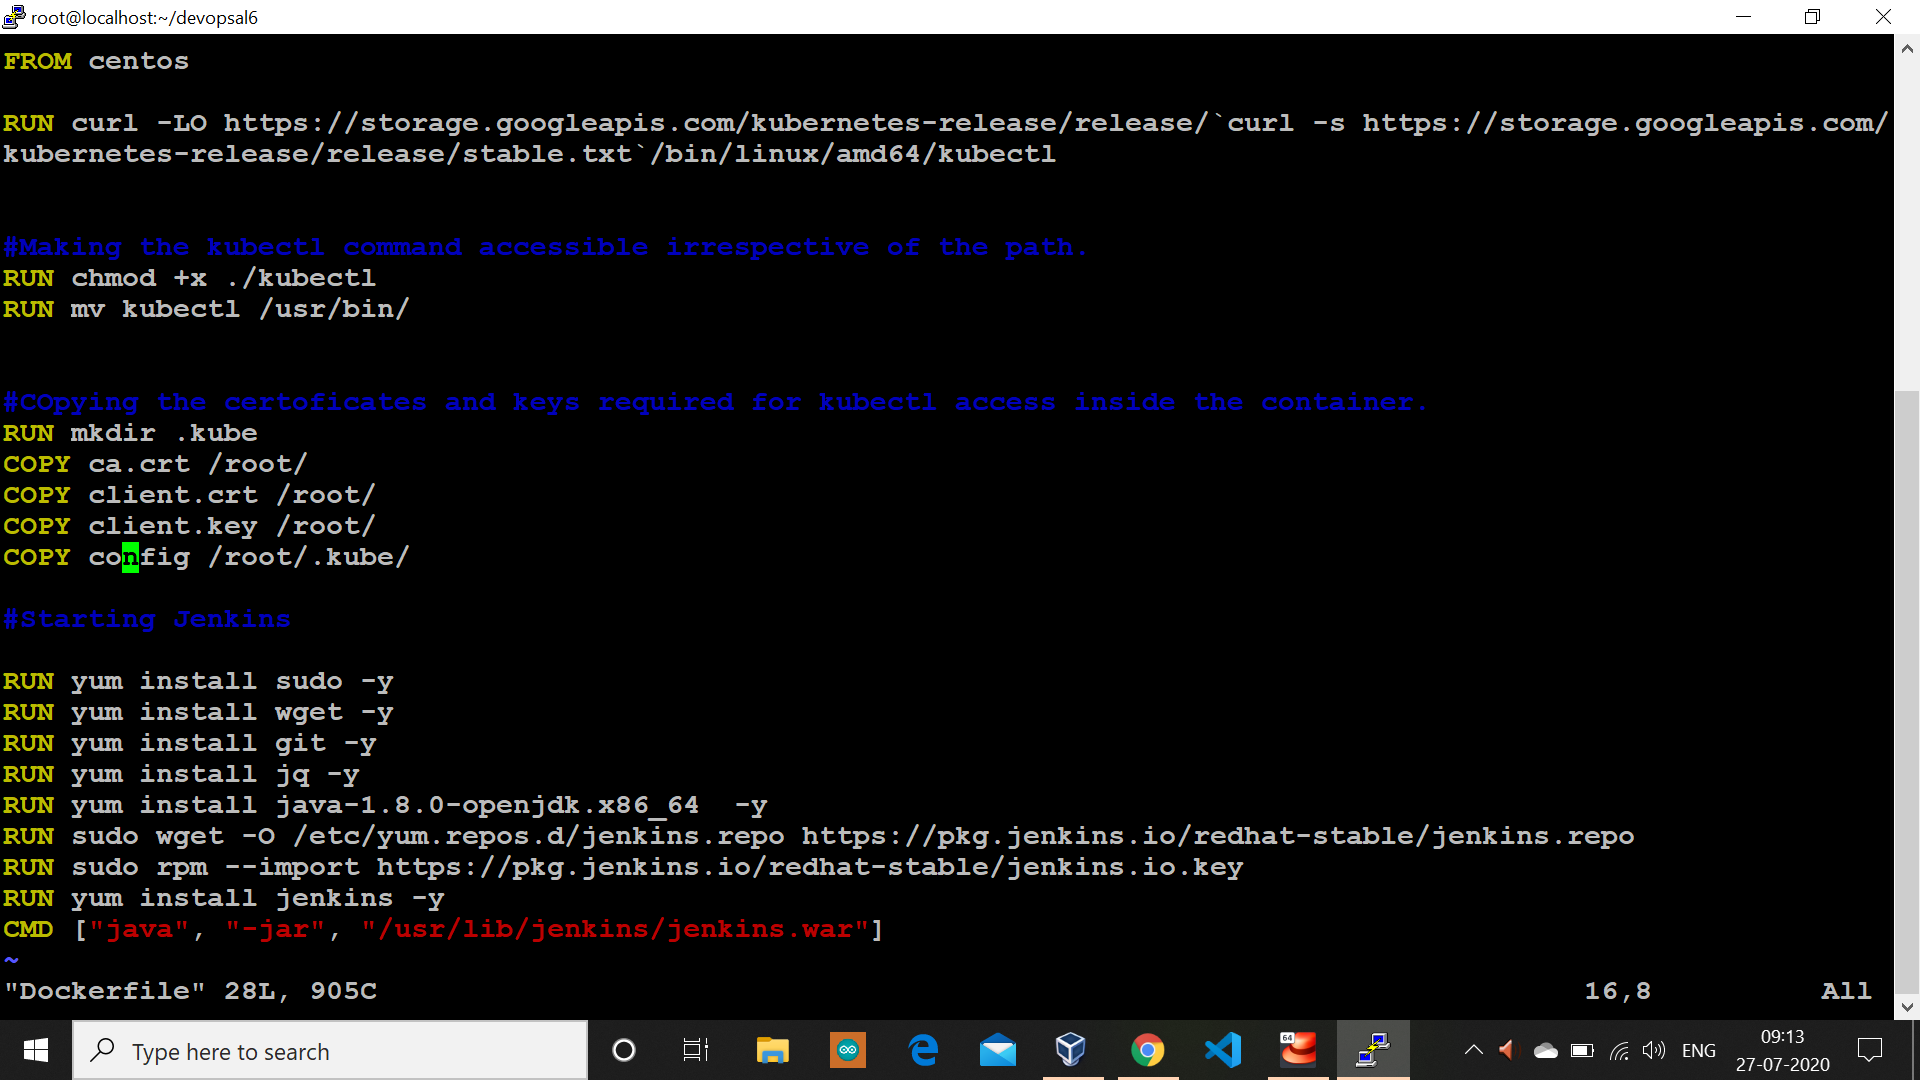 root@localhost:~/devopsal6
FROM centos
RUN curl -LO https://storage.googleapis.com/kubernetes-release/release/`curl -s https://storage.googleapis.com/
kubernetes-release/release/stable.txt`/bin/linux/amd64/kubectl
#Making the kubectl command accessible irrespective of the path.
RUN chmod +x ./kubectl
RUN mv kubectl /usr/bin/
#COpying the certoficates and keys required for kubectl access inside the container.
RUN mkdir .kube
COPY ca.crt /root/
COPY client.crt /root/
COPY client.key /root/
COPY config /root/.kube/
#Starting Jenkins
RUN yum install sudo -y
RUN yum install wget -y
RUN yum install git -y
RUN yum install jq -y
RUN yum install java-1.8.0-openjdk.x86_64  -y
RUN sudo wget -O /etc/yum.repos.d/jenkins.repo https://pkg.jenkins.io/redhat-stable/jenkins.repo
RUN sudo rpm --import https://pkg.jenkins.io/redhat-stable/jenkins.io.key
RUN yum install jenkins -y
CMD ["java", "-jar", "/usr/lib/jenkins/jenkins.war"]
~
"Dockerfile" 28L, 905C 16,8 All
Type here to search
64
ENG
09:13
27-07-2020